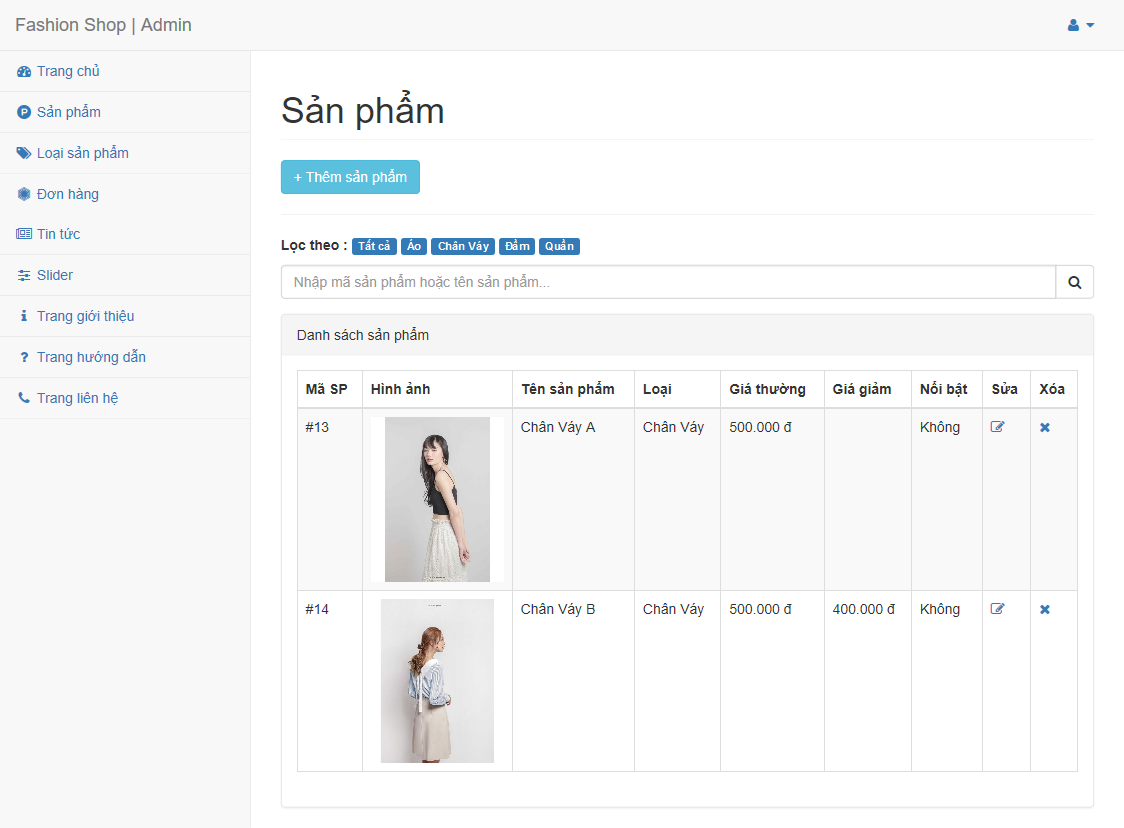 Fashion Shop | Admin
Trang chủ
Sản phẩm
Loại sản phẩm
Đơn hàng
Tin tức
Slider
Trang giới thiệu
Trang hướng dẫn
Trang liên hệ
Sản phẩm
+ Thêm sản phẩm
Lọc theo : Tất cả Áo Chân Váy Đầm Quần
Nhập mã sản phẩm hoặc tên sản phẩm...
Danh sách sản phẩm
Mã SP Hình ảnh Tên sản phẩm Loại Giá thường Giá giảm Nổi bật Sửa Xóa
#13 Chân Váy A Chân Váy 500.000 đ Không
#14 Chân Váy B Chân Váy 500.000 đ 400.000 đ Không